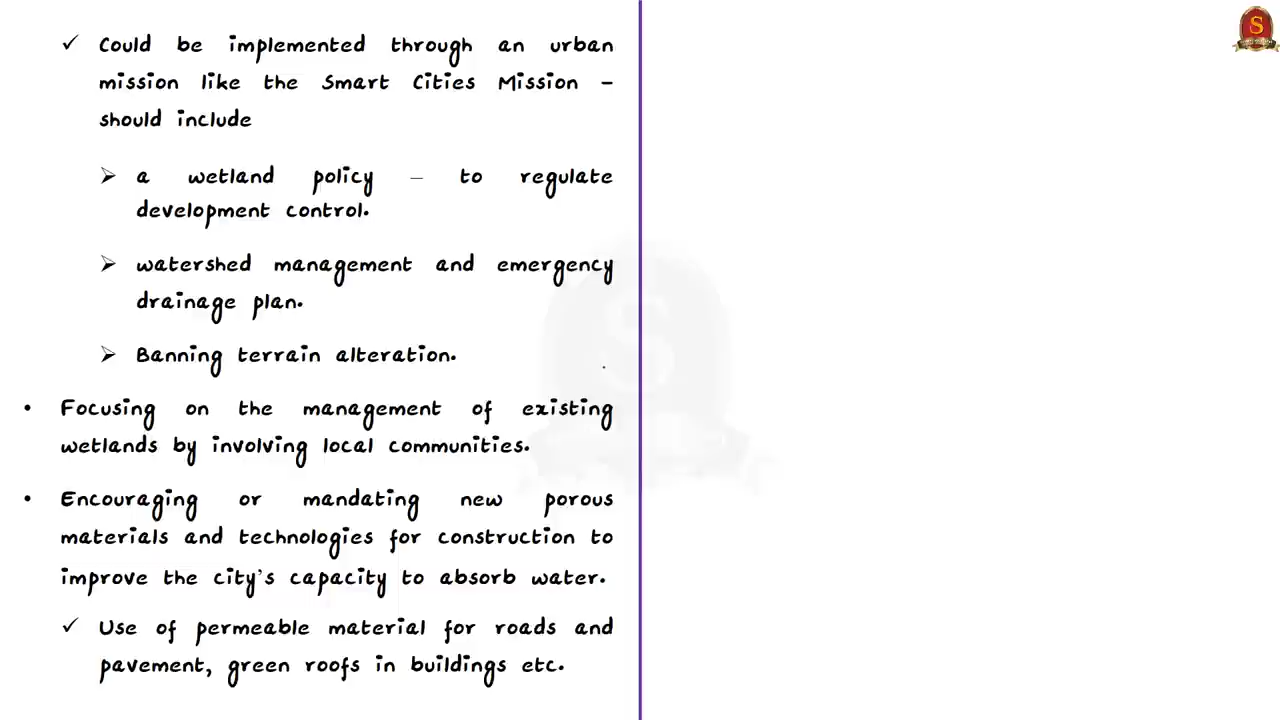 ✓ Could be implemented through an urban
mission like the Smart Cities Mission –
should include
➢ a wetland policy – to regulate
development control.
➢ watershed management and emergency
drainage plan.
➢ Banning terrain alteration.
• Focusing on the management of existing
wetlands by involving local communities.
• Encouraging or mandating new porous
materials and technologies for construction to
improve the city's capacity to absorb water.
✓ Use of permeable material for roads and
pavement, green roofs in buildings etc.
S